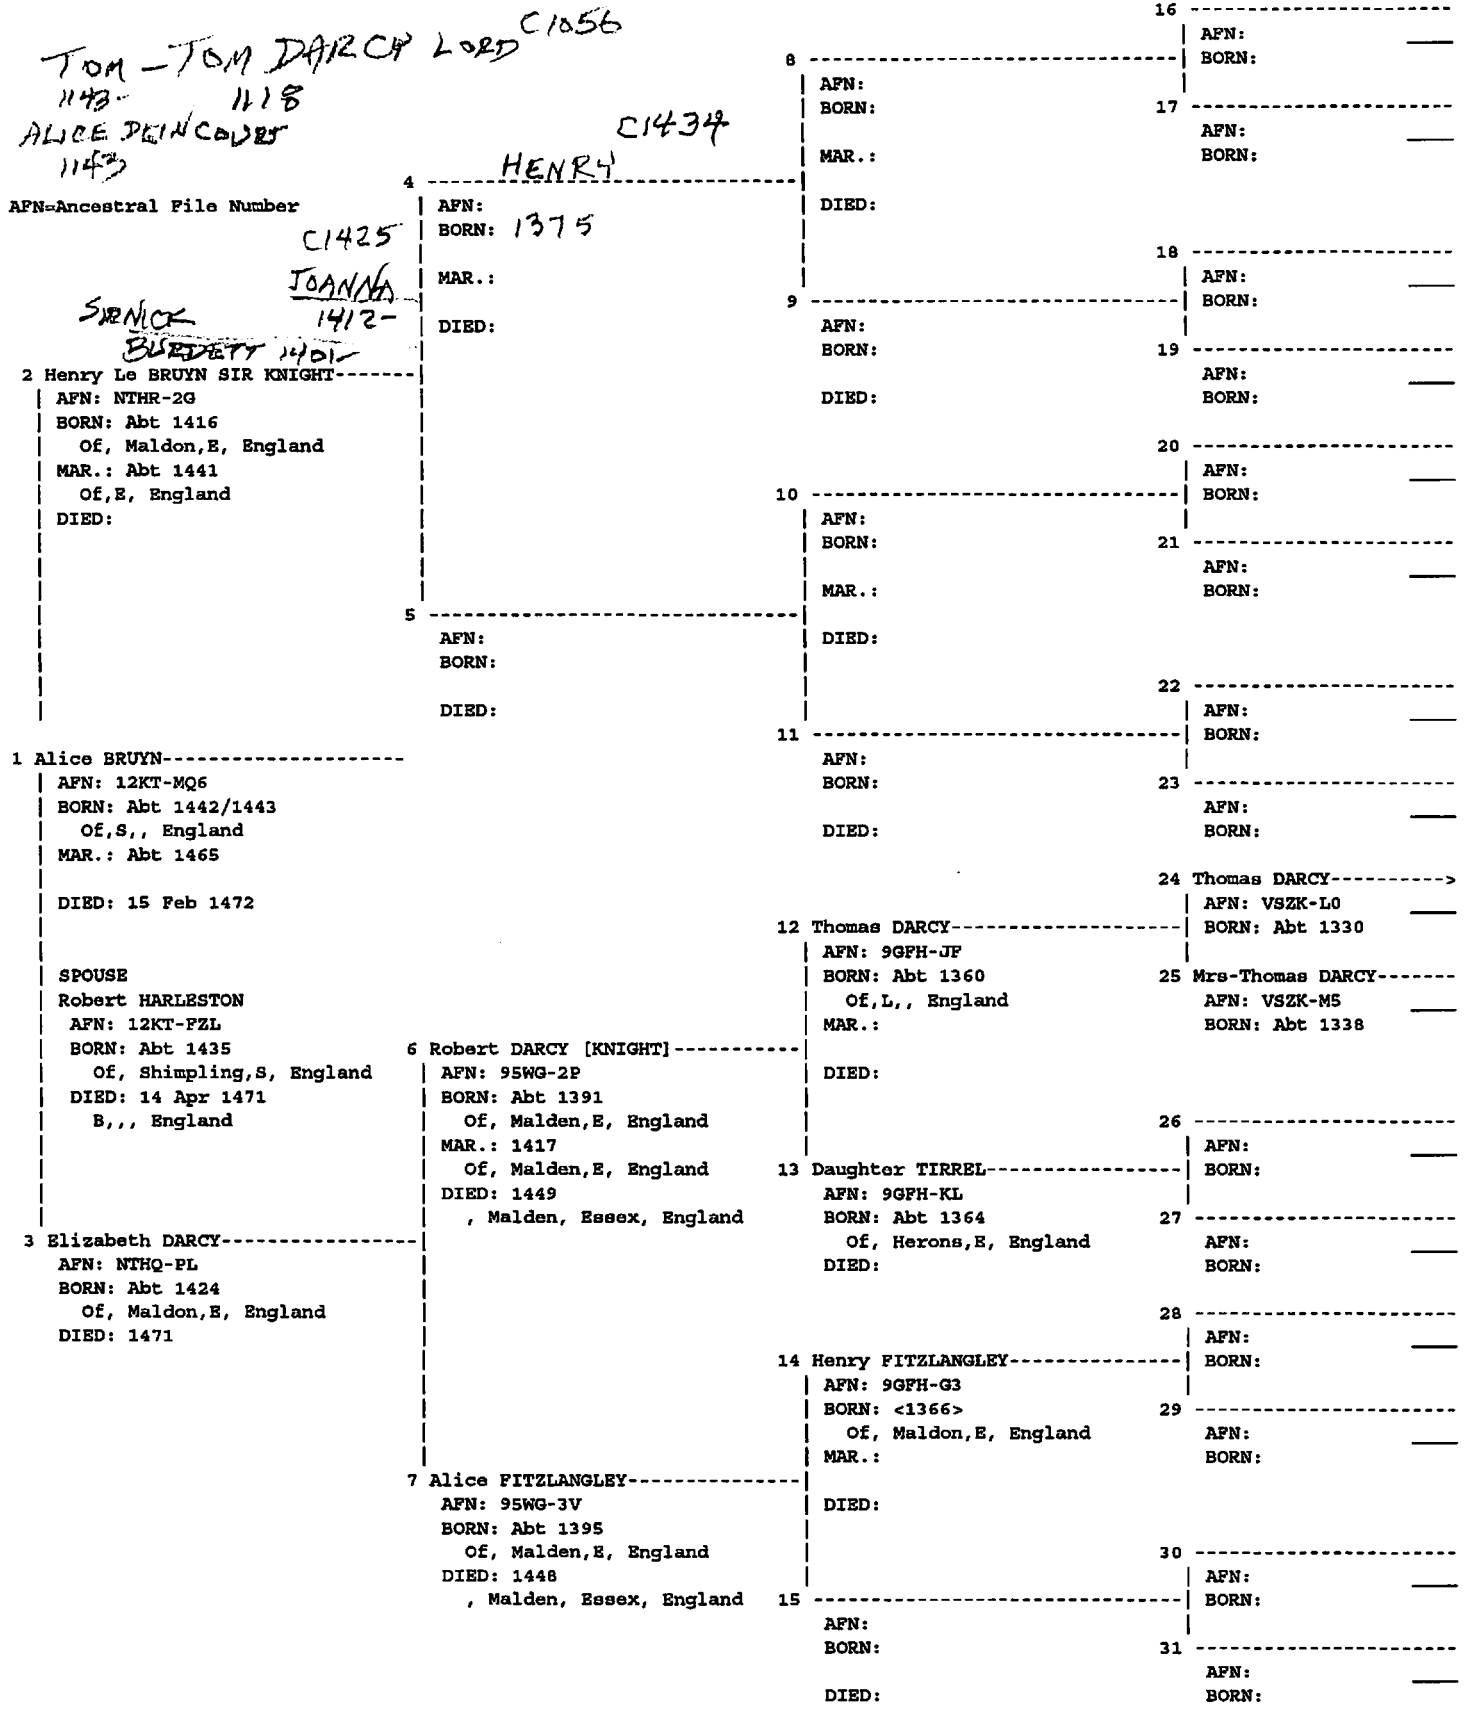 TOM - TOM DARCY LORD C1056
1143- 1118
ALICE DEINCOURT
1143
AFN=Ancestral File Number
C1425
JOANNA
1412-
BURDETT 1401-
2 Henry Le BRUYN SIR KNIGHT-------
AFN: NTHR-2G
BORN: Abt 1416
Of, Maldon,E, England
MAR.: Abt 1441
Of,E, England
DIED:
1 Alice BRUYN---------------------
AFN: 12KT-MQ6
BORN: Abt 1442/1443
Of,S,, England
MAR.: Abt 1465
DIED: 15 Feb 1472
SPOUSE
Robert HARLESTON
AFN: 12KT-FZL
BORN: Abt 1435
Of, Shimpling,S, England
DIED: 14 Apr 1471
B,,, England
3 Elizabeth DARCY-----------------
AFN: NTHQ-PL
BORN: Abt 1424
Of, Maldon,E, England
DIED: 1471
C1434
4 HENRY
AFN:
BORN: 1375
MAR.:
DIED:
5 --------------------------------
AFN:
BORN:
DIED:
6 Robert DARCY [KNIGHT]-----------
AFN: 95WG-2P
BORN: Abt 1391
Of, Malden,E, England
MAR.: 1417
Of, Malden,E, England
DIED: 1449
, Malden, Essex, England
7 Alice FITZLANGLEY---------------
AFN: 95WG-3V
BORN: Abt 1395
Of, Malden,E, England
DIED: 1448
, Malden, Essex, England
8 --------------------------------
AFN:
BORN:
MAR.:
DIED:
9 --------------------------------
AFN:
BORN:
DIED:
10 --------------------------------
AFN:
BORN:
MAR.:
DIED:
11 --------------------------------
AFN:
BORN:
DIED:
12 Thomas DARCY--------------------
AFN: 9GFH-JF
BORN: Abt 1360
Of,L,, England
MAR.:
DIED:
13 Daughter TIRREL-----------------
AFN: 9GFH-KL
BORN: Abt 1364
Of, Herons,E, England
DIED:
14 Henry FITZLANGLEY---------------
AFN: 9GFH-G3
BORN: <1366>
Of, Maldon,E, England
MAR.:
DIED:
15 --------------------------------
AFN:
BORN:
DIED:
16 ----------------------
AFN:
BORN:
17 ----------------------
AFN:
BORN:
18 ----------------------
AFN:
BORN:
19 ----------------------
AFN:
BORN:
20 ----------------------
AFN:
BORN:
21 ----------------------
AFN:
BORN:
22 ----------------------
AFN:
BORN:
23 ----------------------
AFN:
BORN:
24 Thomas DARCY---------->
AFN: VSZK-L0
BORN: Abt 1330
25 Mrs-Thomas DARCY-------
AFN: VSZK-M5
BORN: Abt 1338
26 ----------------------
AFN:
BORN:
27 ----------------------
AFN:
BORN:
28 ----------------------
AFN:
BORN:
29 ----------------------
AFN:
BORN:
30 ----------------------
AFN:
BORN:
31 ----------------------
AFN:
BORN: